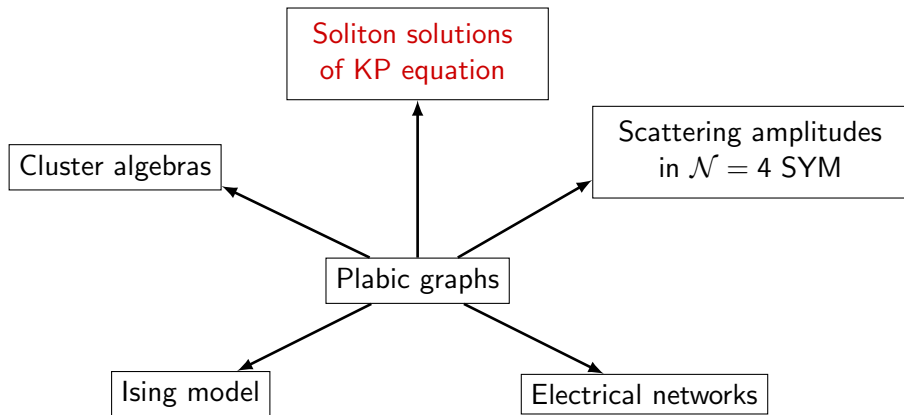 Soliton solutions
of KP equation
Scattering amplitudes
in 𝒩 = 4 SYM
Cluster algebras
Plabic graphs
Ising model
Electrical networks